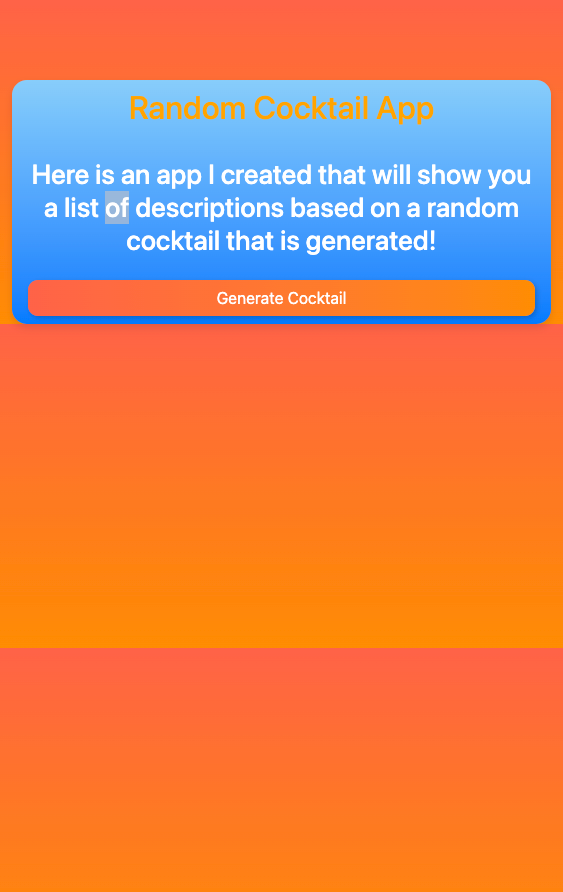 Random Cocktail App
Here is an app I created that will show you
a list of descriptions based on a random
cocktail that is generated!
Generate Cocktail